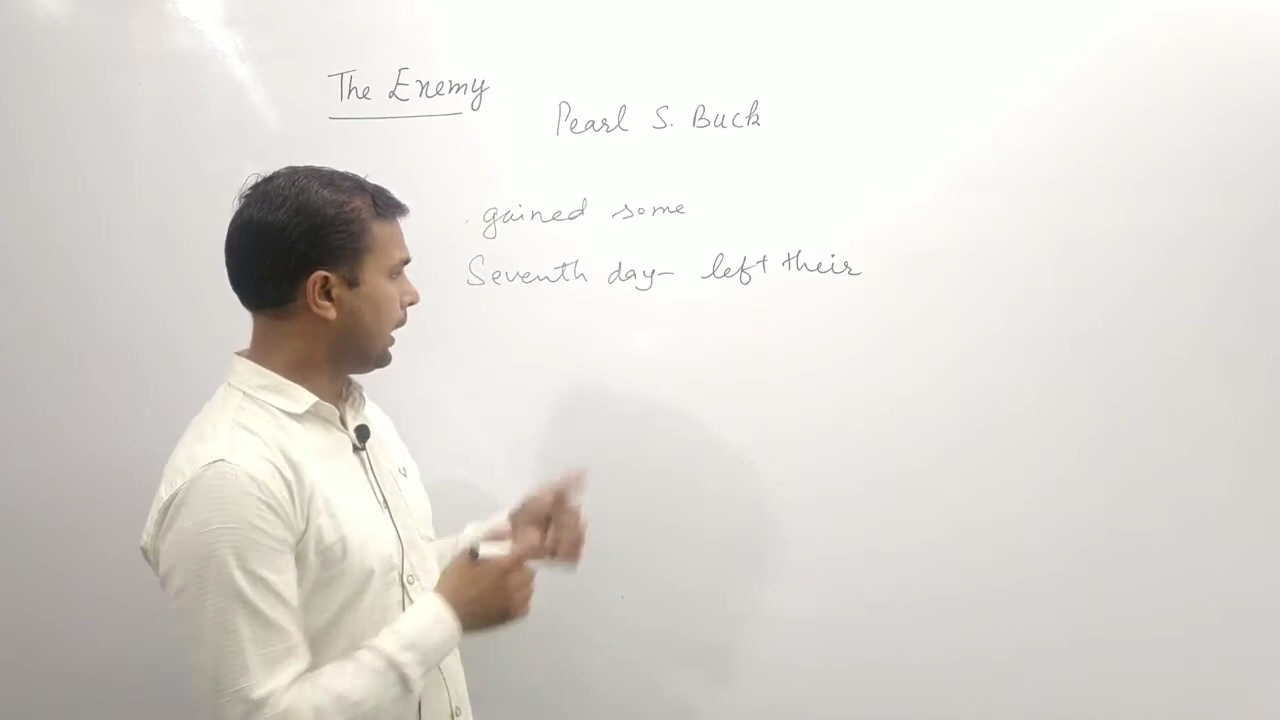 The Enemy
Pearl S. Buck
gained some
Seventh day- left their